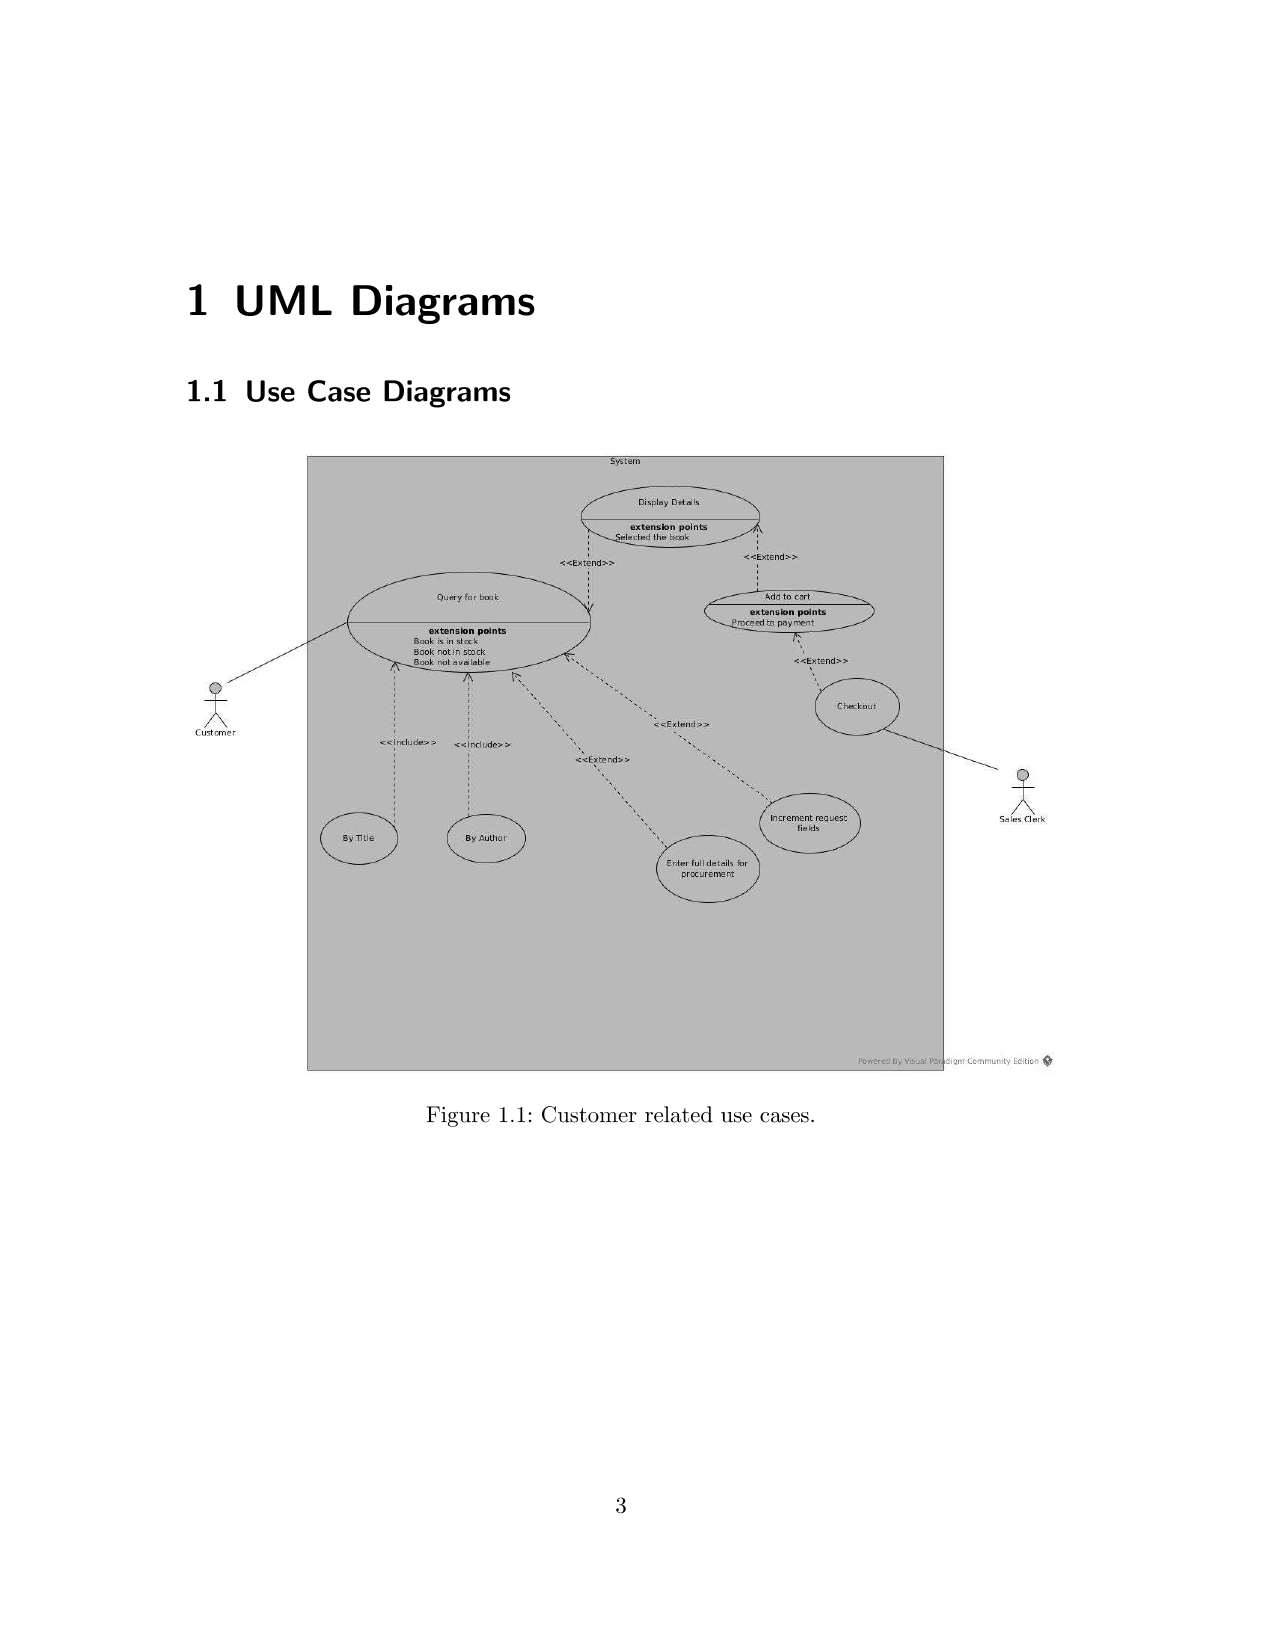 1 UML Diagrams
1.1 Use Case Diagrams
System
Display Details
extension points
Selected the book
<<Extend>>
<<Extend>>
Query for book
extension points
Book is in stock
Book not in stock
Book not available
Add to cart
extension points
Proceed to payment
<<Extend>>
Checkout
Customer
<<Include>>
<<Include>>
<<Extend>>
<<Extend>>
Sales Clerk
By Title
By Author
Increment request
fields
Enter full details for
procurement
Powered By Visual Paradigm Community Edition
Figure 1.1: Customer related use cases.
3